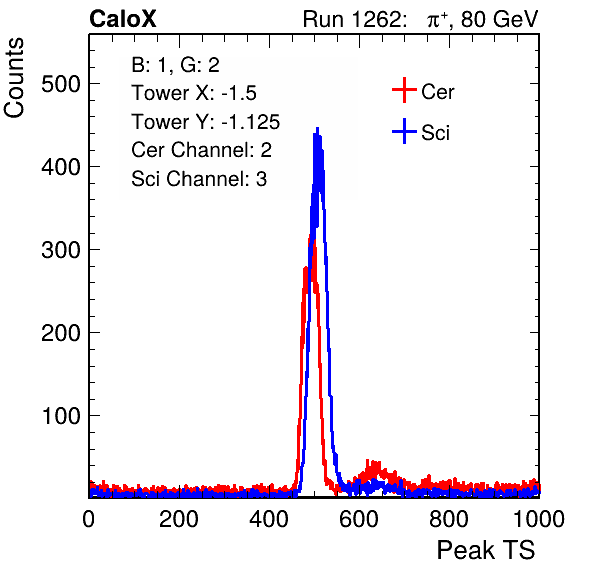 CaloX Run 1262: π⁺, 80 GeV
Counts
B: 1, G: 2
Tower X: -1.5
Tower Y: -1.125
Cer Channel: 2
Sci Channel: 3
Cer
Sci
500
400
300
200
100
0 200 400 600 800 1000
Peak TS